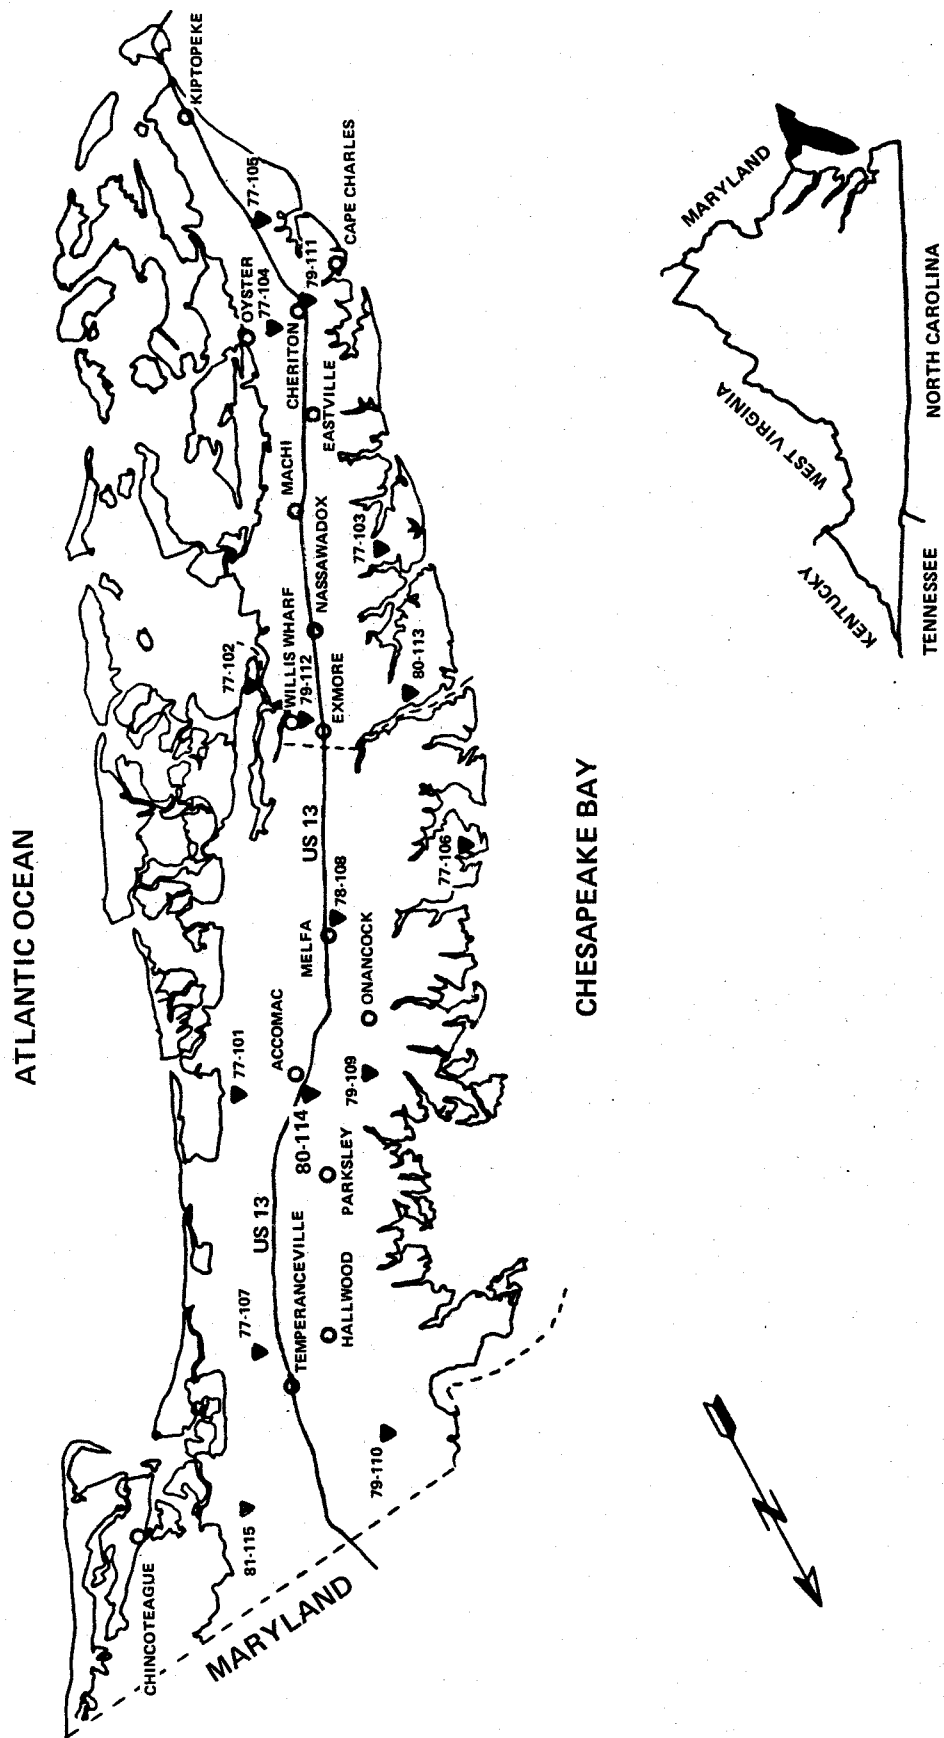 ATLANTIC OCEAN
CHINCOTEAGUE
MARYLAND
81-115
77-107
TEMPERANCEVILLE
US 13
79-110
HALLWOOD
PARKSLEY
80-114
77-101
ACCOMAC
79-109
ONANCOCK
MELFA
78-108
US 13
77-106
77-102
WILLIS WHARF
79-112
EXMORE
80-113
NASSAWADOX
77-103
MACHI
EASTVILLE
CHERITON
OYSTER
77-104
79-111
CAPE CHARLES
77-105
KIPTOPEKE
CHESAPEAKE BAY
N
MARYLAND
WEST VIRGINIA
KENTUCKY
TENNESSEE
NORTH CAROLINA